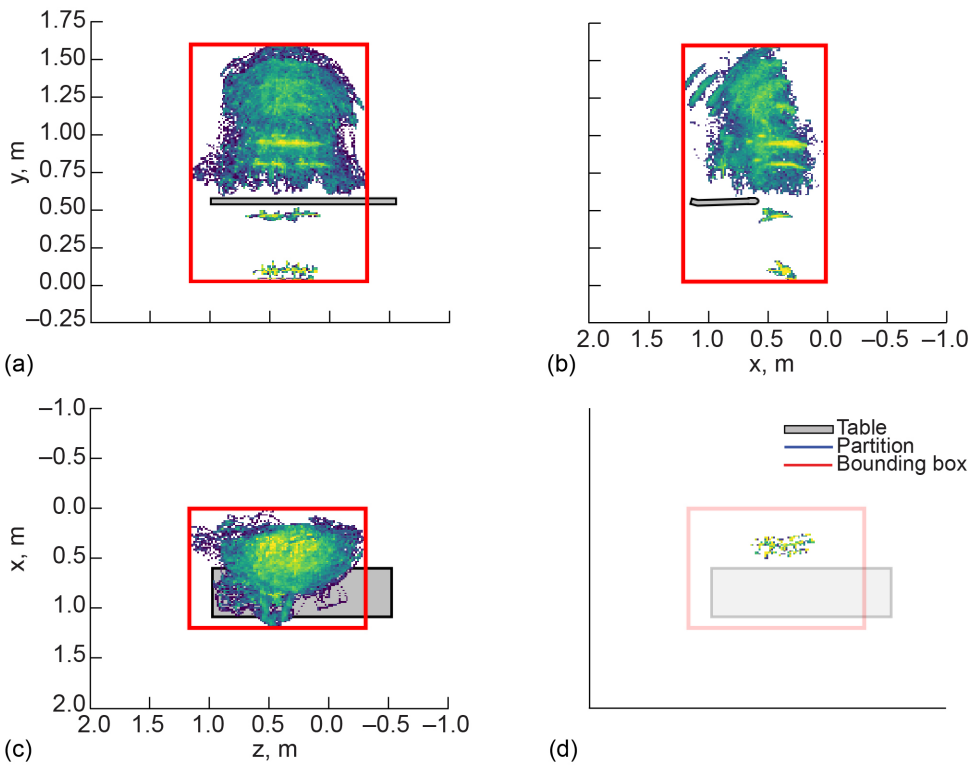 1.75
1.50
1.25
1.00
0.75
0.50
0.25
0.00
–0.25
y, m
(a)
2.0 1.0 0.5 0.0 –0.5 –1.0
x, m
(b)
–1.0
–0.5
0.0
0.5
1.0
1.5
2.0
x, m
2.0 1.5 1.0 0.5 0.0 –0.5 –1.0
z, m
(c)
Table
Partition
Bounding box
(d)